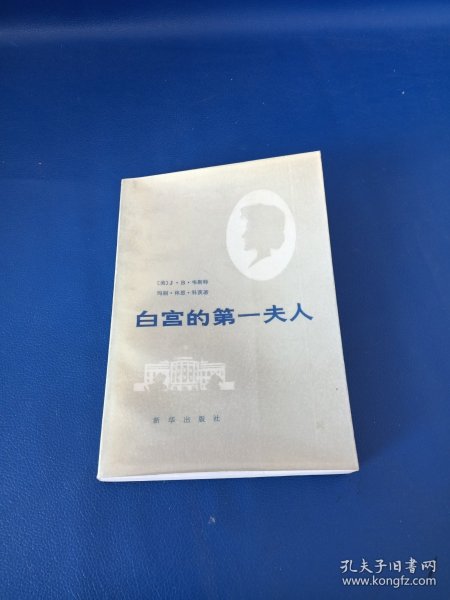 〔美〕J·B·韦斯特
玛丽·林恩·科茨著
白宫的第一夫人
新华出版社
孔夫子旧书网
www.kongfz.com